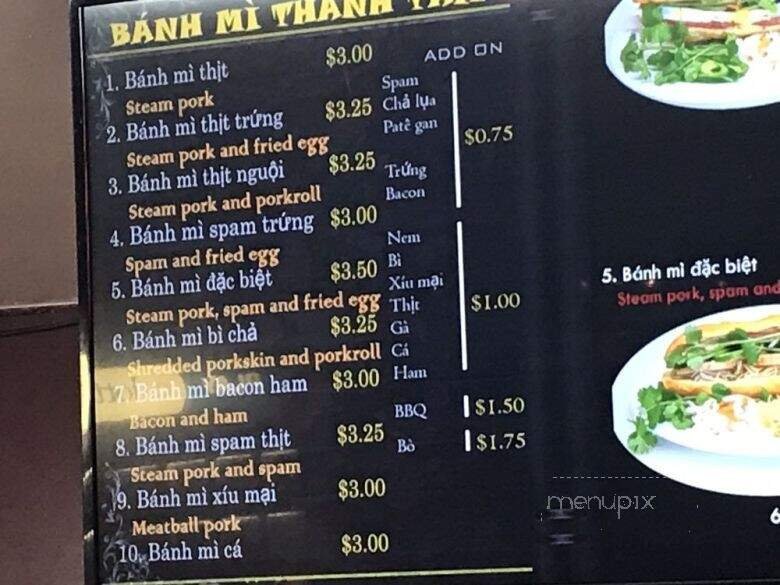 BÁNH MÌ THANH
1. Bánh mì thịt $3.00
Steam pork
2. Bánh mì thịt trứng $3.25
Steam pork and fried egg
3. Bánh mì thịt nguội $3.25
Steam pork and porkroll
4. Bánh mì spam trứng $3.00
Spam and fried egg
5. Bánh mì đặc biệt $3.50
Steam pork, spam and fried egg
6. Bánh mì bì chả $3.25
Shredded porkskin and porkroll
7. Bánh mì bacon ham $3.00
Bacon and ham
8. Bánh mì spam thịt $3.25
Steam pork and spam
9. Bánh mì xíu mại $3.00
Meatball pork
10. Bánh mì cá $3.00
ADD ON
Spam
Chả lụa
Patê gan
$0.75
Trứng
Bacon
Nem
Bì
Xíu mại
Thịt $1.00
Gà
Cá
Ham
BBQ $1.50
Bò $1.75
5. Bánh mì đặc biệt
Steam pork, spam and
menupix
6